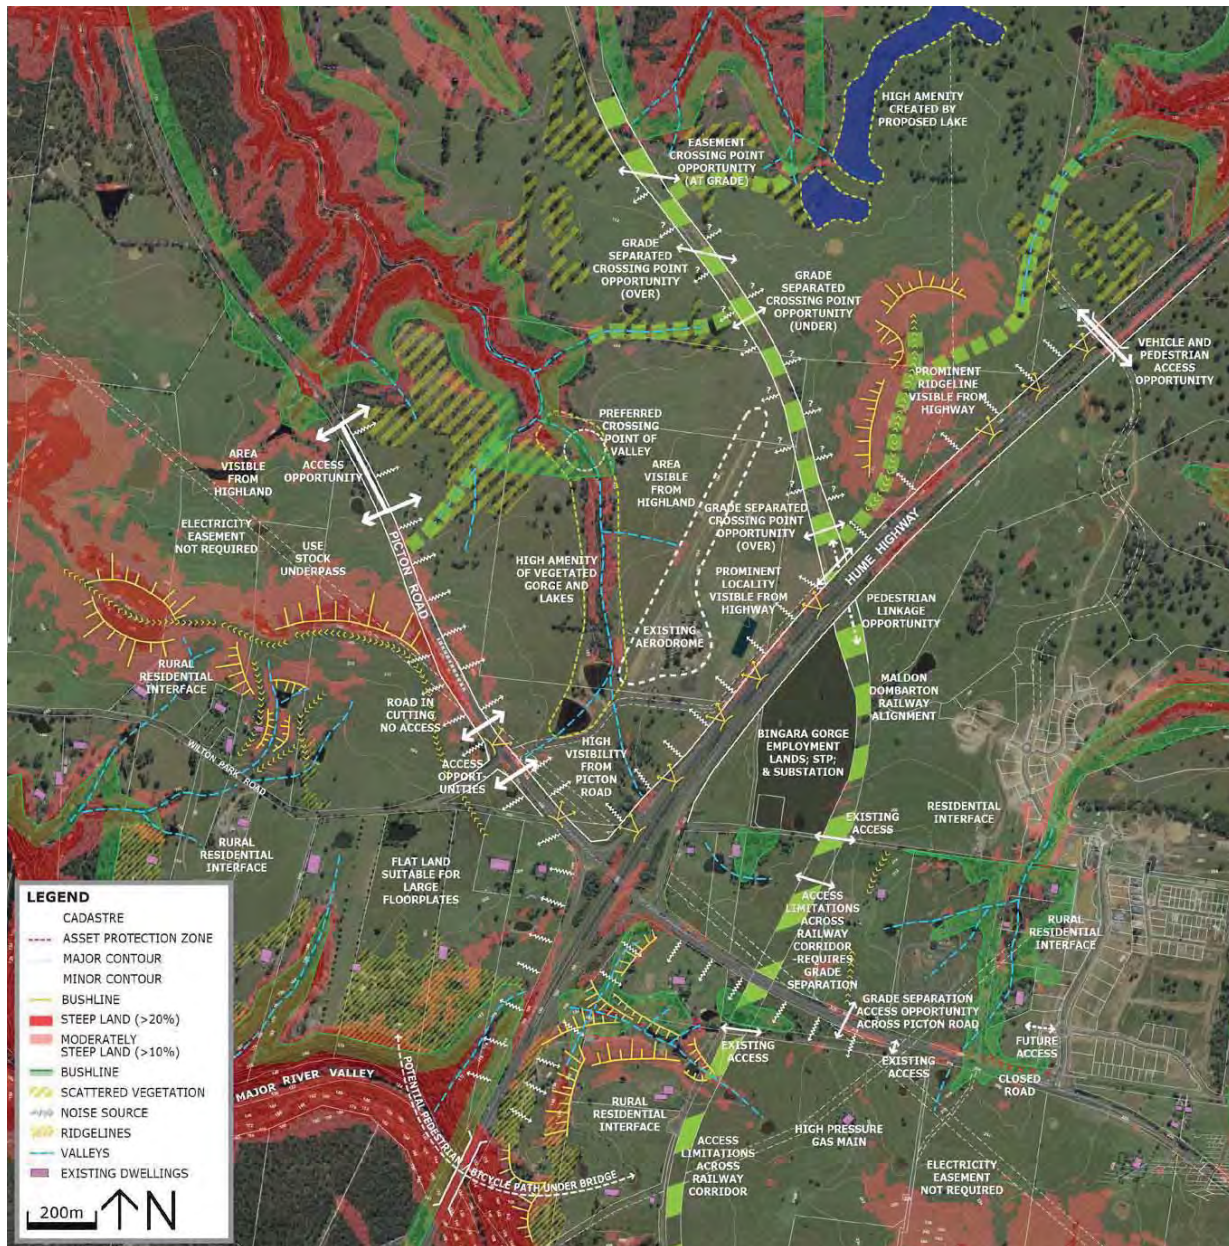 HIGH AMENITY
CREATED BY
PROPOSED LAKE
EASEMENT
CROSSING POINT
OPPORTUNITY
(AT GRADE)
GRADE
SEPARATED
CROSSING POINT
OPPORTUNITY
(OVER)
GRADE
SEPARATED
CROSSING POINT
OPPORTUNITY
(UNDER)
VEHICLE AND
PEDESTRIAN
ACCESS
OPPORTUNITY
PROMINENT
RIDGELINE
VISIBLE FROM
HIGHWAY
PREFERRED
CROSSING
POINT OF
VALLEY
AREA
VISIBLE
FROM
HIGHLAND
ACCESS
OPPORTUNITY
AREA
VISIBLE
FROM
HIGHLAND
ELECTRICITY
EASEMENT
NOT REQUIRED
USE
STOCK
UNDERPASS
PICTON ROAD
GRADE SEPARATED
CROSSING POINT
OPPORTUNITY
(OVER)
HUME HIGHWAY
HIGH AMENITY
OF VEGETATED
GORGE AND
LAKES
PROMINENT
LOCALITY
VISIBLE FROM
HIGHWAY
PEDESTRIAN
LINKAGE
OPPORTUNITY
EXISTING
AERODROME
RURAL
RESIDENTIAL
INTERFACE
MALDON
DOMBARTON
RAILWAY
ALIGNMENT
ROAD IN
CUTTING
NO ACCESS
WILTON PARK ROAD
ACCESS
OPPORT-
UNITIES
HIGH
VISIBILITY
FROM
PICTON
ROAD
BINGARA GORGE
EMPLOYMENT
LANDS; STP;
& SUBSTATION
EXISTING
ACCESS
RESIDENTIAL
INTERFACE
RURAL
RESIDENTIAL
INTERFACE
FLAT LAND
SUITABLE FOR
LARGE
FLOORPLATES
ACCESS
LIMITATIONS
ACROSS
RAILWAY
CORRIDOR
-REQUIRES
GRADE
SEPARATION
RURAL
RESIDENTIAL
INTERFACE
GRADE SEPARATION
ACCESS OPPORTUNITY
ACROSS PICTON ROAD
EXISTING
ACCESS
EXISTING
ACCESS
FUTURE
ACCESS
CLOSED
ROAD
MAJOR RIVER VALLEY
POTENTIAL PEDESTRIAN
BICYCLE PATH UNDER BRIDGE
RURAL
RESIDENTIAL
INTERFACE
HIGH PRESSURE
GAS MAIN
ACCESS
LIMITATIONS
ACROSS
RAILWAY
CORRIDOR
ELECTRICITY
EASEMENT
NOT REQUIRED
LEGEND
CADASTRE
ASSET PROTECTION ZONE
MAJOR CONTOUR
MINOR CONTOUR
BUSHLINE
STEEP LAND (>20%)
MODERATELY
STEEP LAND (>10%)
BUSHLINE
SCATTERED VEGETATION
NOISE SOURCE
RIDGELINES
VALLEYS
EXISTING DWELLINGS
200m
N